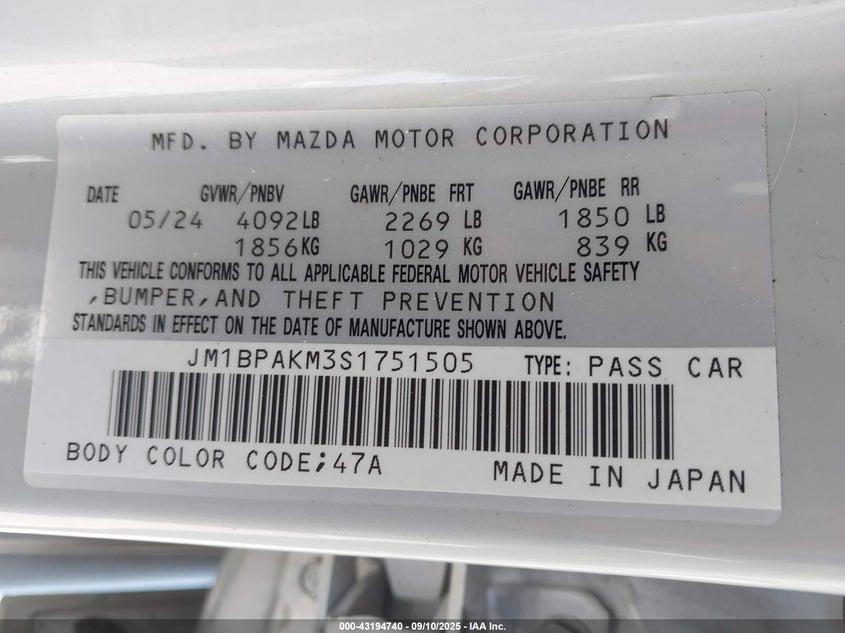 MFD. BY MAZDA MOTOR CORPORATION
DATE GVWR/PNBV GAWR/PNBE FRT GAWR/PNBE RR
05/24 4092LB 2269 LB 1850 LB
1856KG 1029 KG 839 KG
THIS VEHICLE CONFORMS TO ALL APPLICABLE FEDERAL MOTOR VEHICLE SAFETY
,BUMPER,AND THEFT PREVENTION
STANDARDS IN EFFECT ON THE DATE OF MANUFACTURE SHOWN ABOVE.
JM1BPAKM3S1751505 TYPE: PASS CAR
BODY COLOR CODE;47A
MADE IN JAPAN
000-43194740 - 09/10/2025 - IAA Inc.